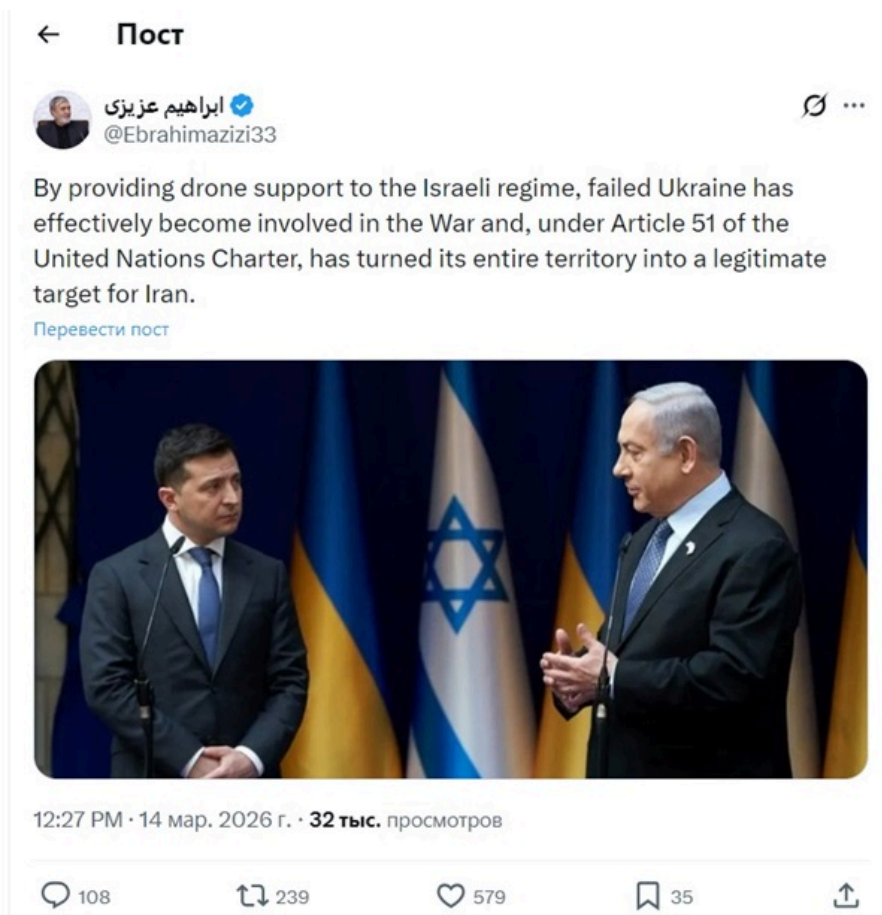 Пост
ابراهیم عزیزی
@Ebrahimazizi33
By providing drone support to the Israeli regime, failed Ukraine has
effectively become involved in the War and, under Article 51 of the
United Nations Charter, has turned its entire territory into a legitimate
target for Iran.
Перевести пост
12:27 PM · 14 мар. 2026 г. · 32 тыс. просмотров
108 239 579 35